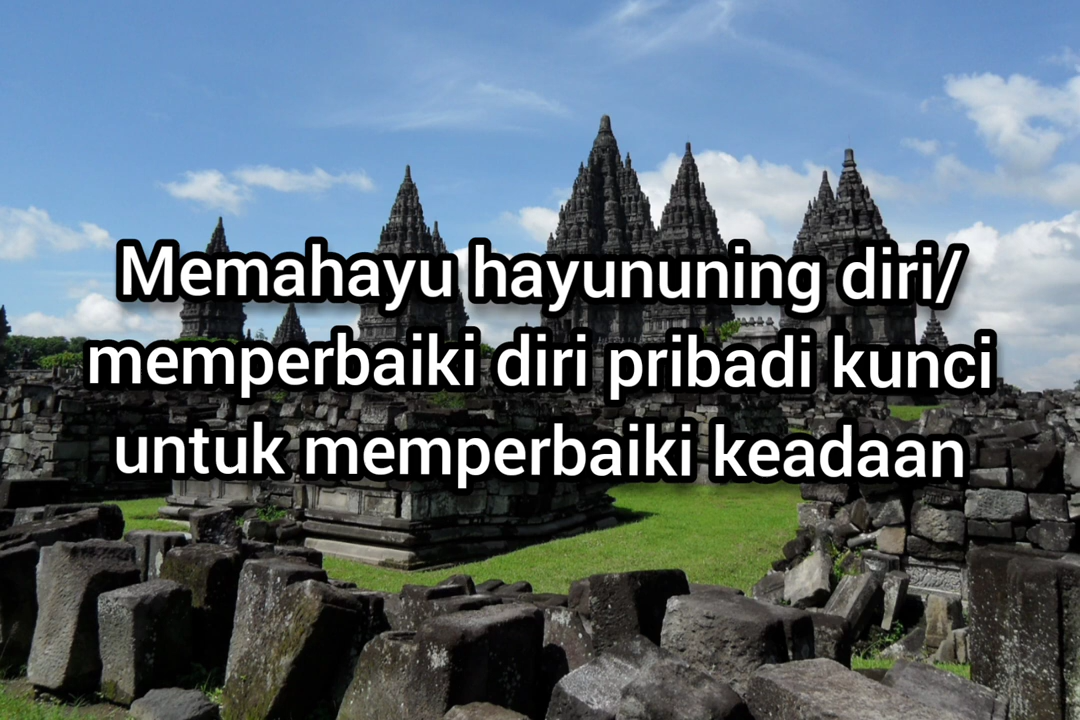 Memahayu hayununing diri/
memperbaiki diri pribadi kunci
untuk memperbaiki keadaan